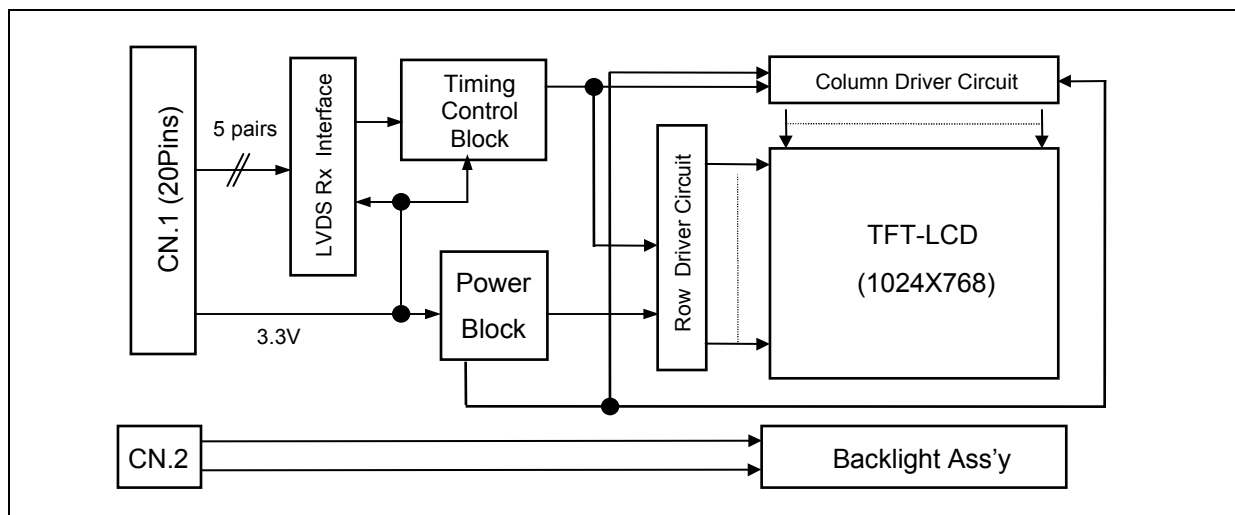 CN.1 (20Pins)
5 pairs
3.3V
LVDS Rx Interface
Timing
Control
Block
Power
Block
Row Driver Circuit
Column Driver Circuit
TFT-LCD
(1024X768)
CN.2
Backlight Ass’y